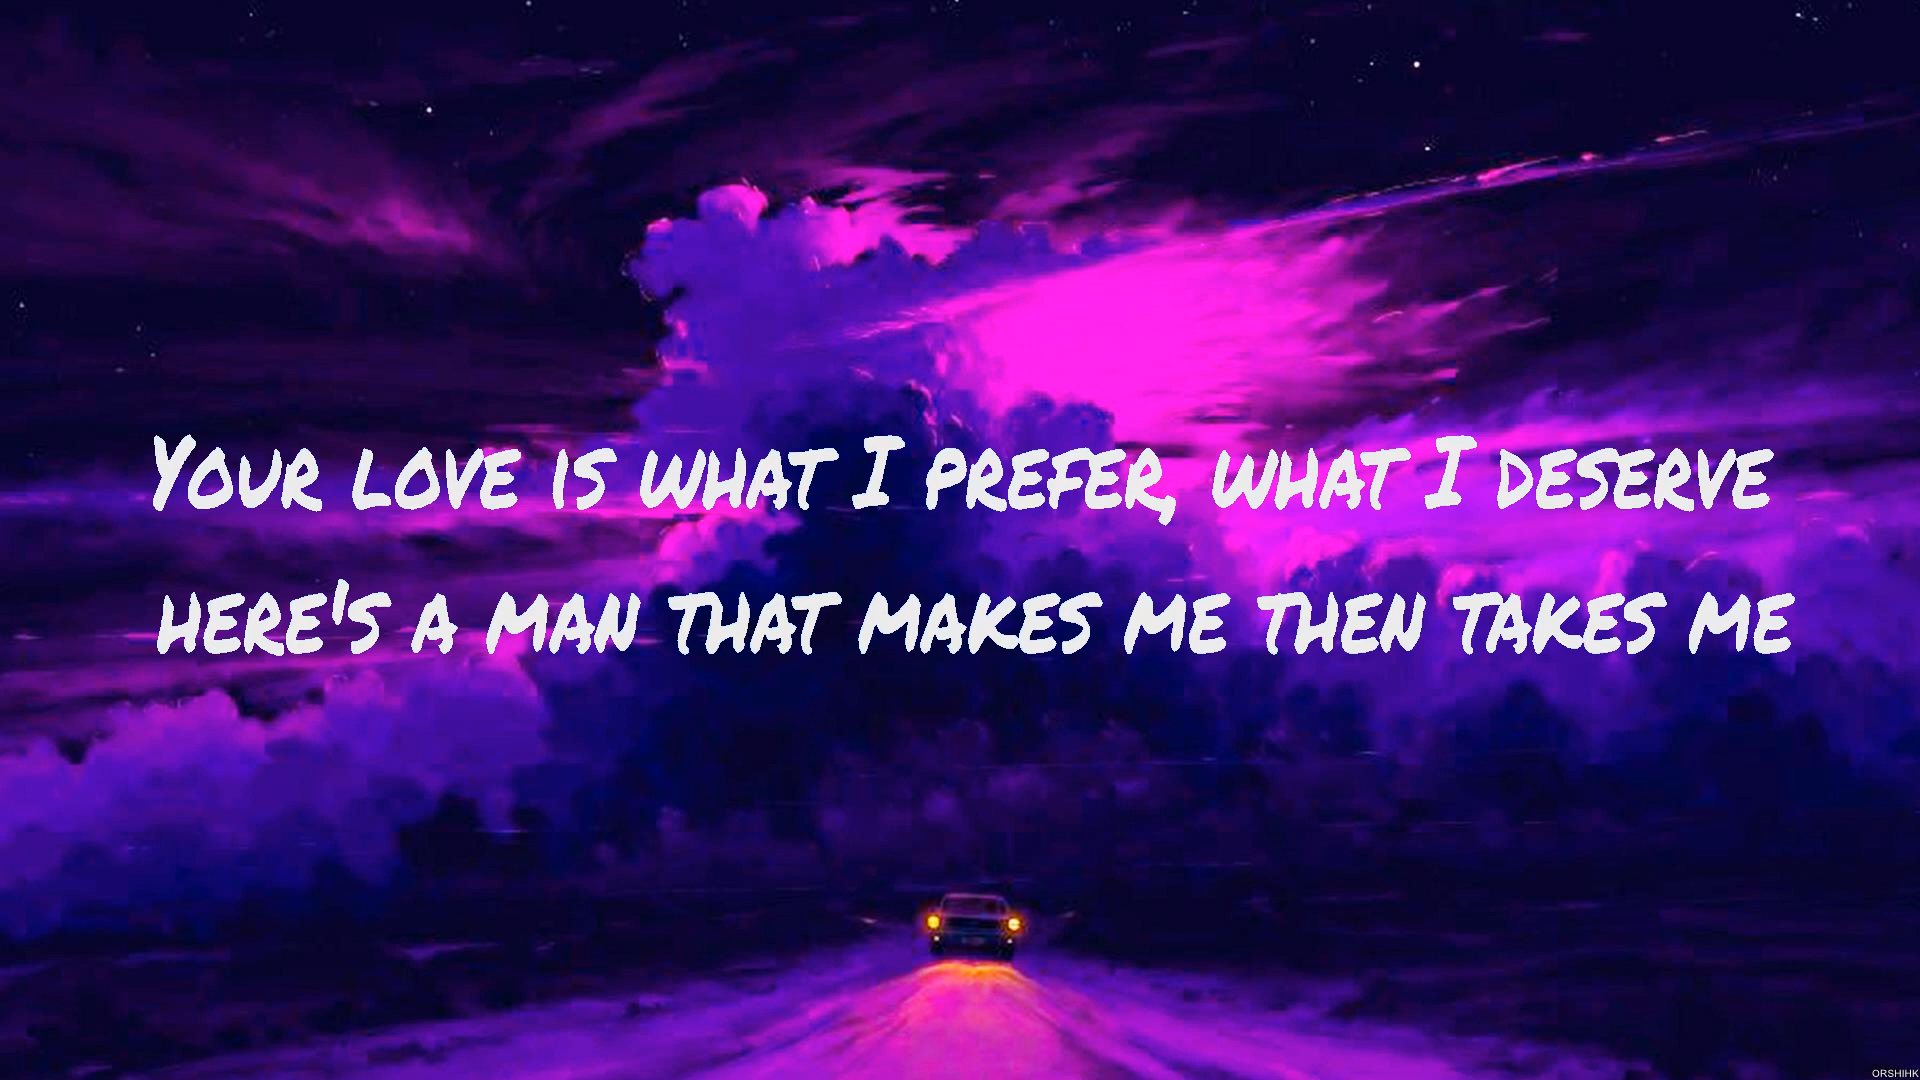 Your love is what I prefer, what I deserve
here's a man that makes me then takes me
ORSHIHK